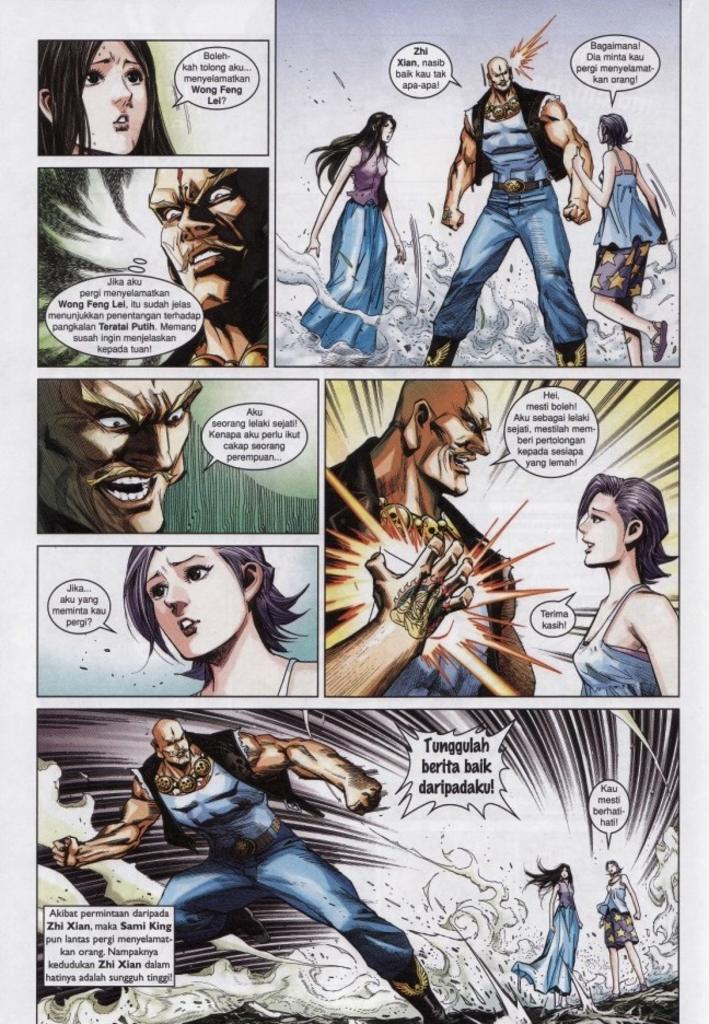 Boleh-
kah tolong aku...
menyelamatkan
Wong Feng
Lei?
Zhi
Xian, nasib
baik kau tak
apa-apa!
Bagaimana!
Dia minta kau
pergi menyelamat-
kan orang!
Jika aku
pergi menyelamatkan
Wong Feng Lei, itu sudah jelas
menunjukkan penentangan terhadap
pangkalan Teratai Putih. Memang
susah ingin menjelaskan
kepada tuan!
Aku
seorang lelaki sejati!
Kenapa aku perlu ikut
cakap seorang
perempuan...
Jika...
aku yang
meminta kau
pergi?
Hei,
mesti boleh!
Aku sebagai lelaki
sejati, mestilah mem-
beri pertolongan
kepada sesiapa
yang lemah!
Terima
kasih!
Tunggulah
berita baik
daripadaku!
Kau
mesti
berhati-
hati!
Akibat permintaan daripada
Zhi Xian, maka Sami King
pun lantas pergi menyelamat-
kan orang. Nampaknya
kedudukan Zhi Xian dalam
hatinya adalah sungguh tinggi!